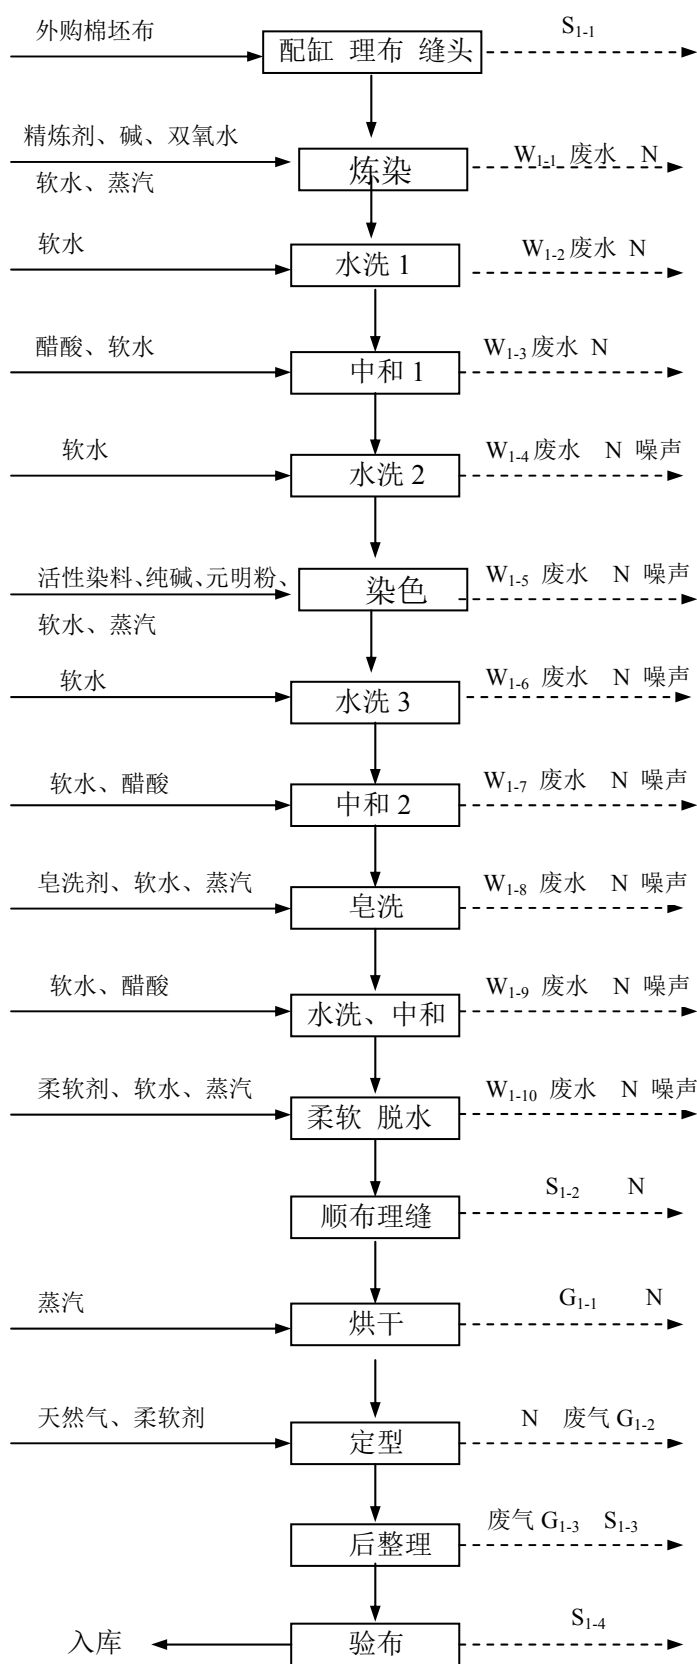 外购棉坯布
配缸 理布 缝头
S1-1
精炼剂、碱、双氧水
软水、蒸汽
炼染
W1-1 废水 N
软水
水洗 1
W1-2 废水 N
醋酸、软水
中和 1
W1-3 废水 N
软水
水洗 2
W1-4 废水 N 噪声
活性染料、纯碱、元明粉、
软水、蒸汽
染色
W1-5 废水 N 噪声
软水
水洗 3
W1-6 废水 N 噪声
软水、醋酸
中和 2
W1-7 废水 N 噪声
皂洗剂、软水、蒸汽
皂洗
W1-8 废水 N 噪声
软水、醋酸
水洗、中和
W1-9 废水 N 噪声
柔软剂、软水、蒸汽
柔软 脱水
W1-10 废水 N 噪声
顺布理缝
S1-2 N
蒸汽
烘干
G1-1 N
天然气、柔软剂
定型
N 废气 G1-2
后整理
废气 G1-3 S1-3
入库
验布
S1-4